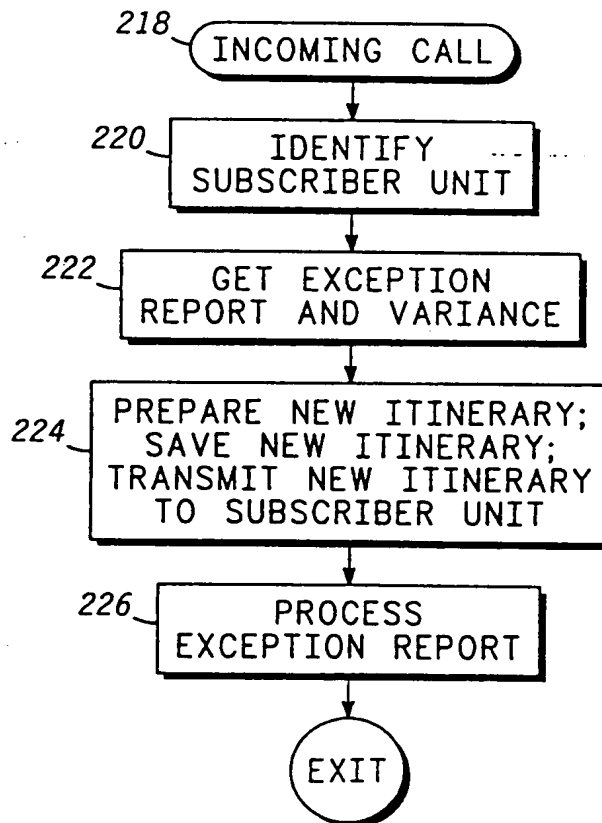 218
INCOMING CALL
220
IDENTIFY
SUBSCRIBER UNIT
222
GET EXCEPTION
REPORT AND VARIANCE
224
PREPARE NEW ITINERARY;
SAVE NEW ITINERARY;
TRANSMIT NEW ITINERARY
TO SUBSCRIBER UNIT
226
PROCESS
EXCEPTION REPORT
EXIT